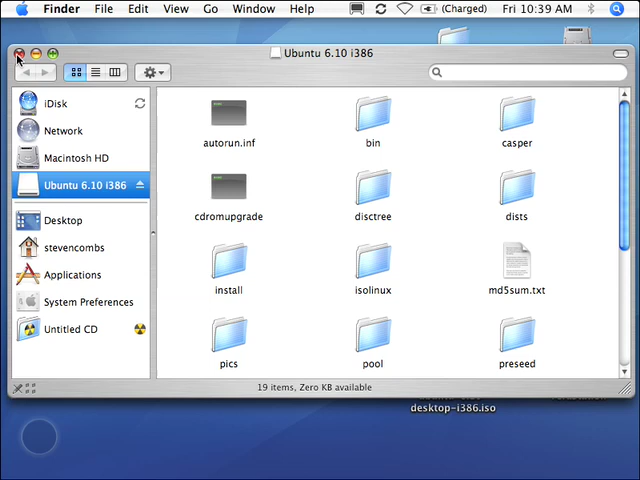 Finder File Edit View Go Window Help (Charged) Fri 10:39 AM
Ubuntu 6.10 i386
iDisk
Network
Macintosh HD
Ubuntu 6.10 i386
Desktop
stevencombs
Applications
System Preferences
Untitled CD
autorun.inf bin casper
cdromupgrade disctree dists
install isolinux md5sum.txt
pics pool preseed
19 items, Zero KB available
desktop-i386.iso